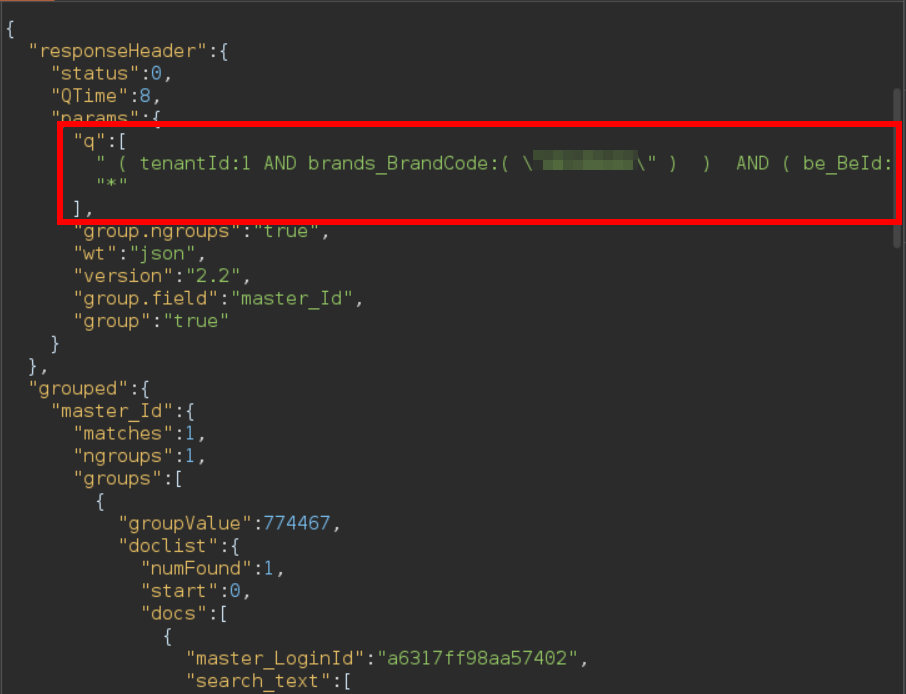 {
"responseHeader":{
"status":0,
"QTime":8,
"params":{
"q":[
" ( tenantId:1 AND brands_BrandCode:( \"\" ) ) AND ( be_BeId:
"*"
],
"group.ngroups":"true",
"wt":"json",
"version":"2.2",
"group.field":"master_Id",
"group":"true"
}
},
"grouped":{
"master_Id":{
"matches":1,
"ngroups":1,
"groups":[
{
"groupValue":774467,
"doclist":{
"numFound":1,
"start":0,
"docs":[
{
"master_LoginId":"a6317ff98aa57402",
"search_text":[